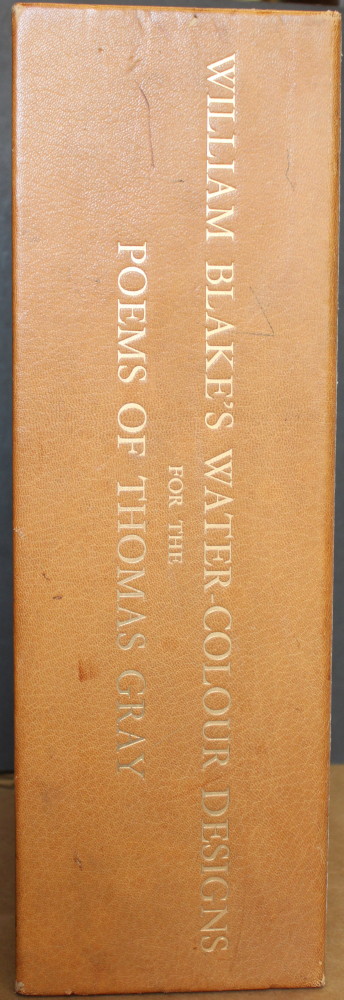 WILLIAM BLAKE'S WATER-COLOUR DESIGNS
FOR THE
POEMS OF THOMAS GRAY